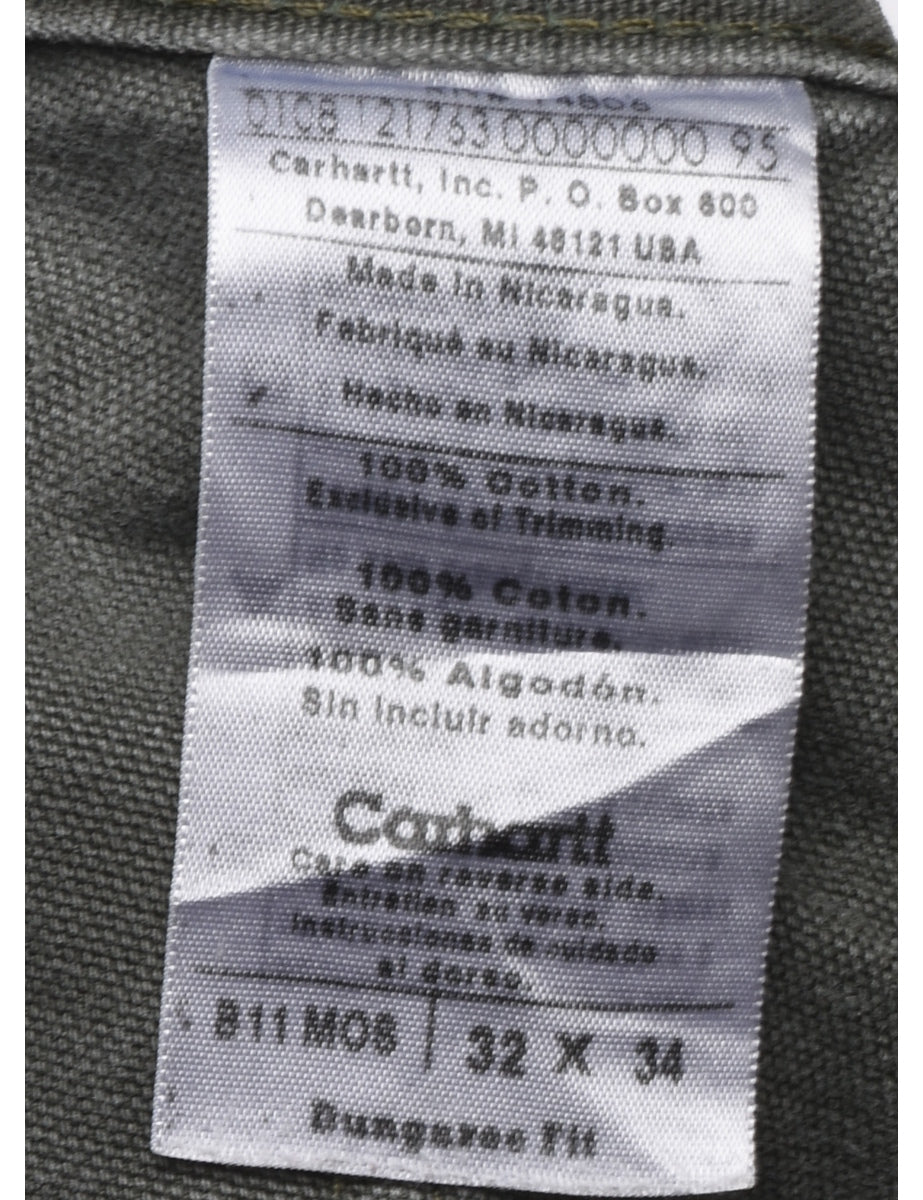 14806
0108 121763 0000000 95
Carhartt, Inc. P. O. Box 600
Dearborn, MI 48121 USA
Made in Nicaragua.
Fabriqué au Nicaragua.
Hecho en Nicaragua.
100% Cotton.
Exclusive of Trimming.
100% Coton.
Sans garniture.
100% Algodón.
Sin incluir adorno.
Carhartt
Care on reverse side.
Entretien au verso.
Instrucciones de cuidado
al dorso.
B11 MOS | 32 X 34
Dungaree Fit